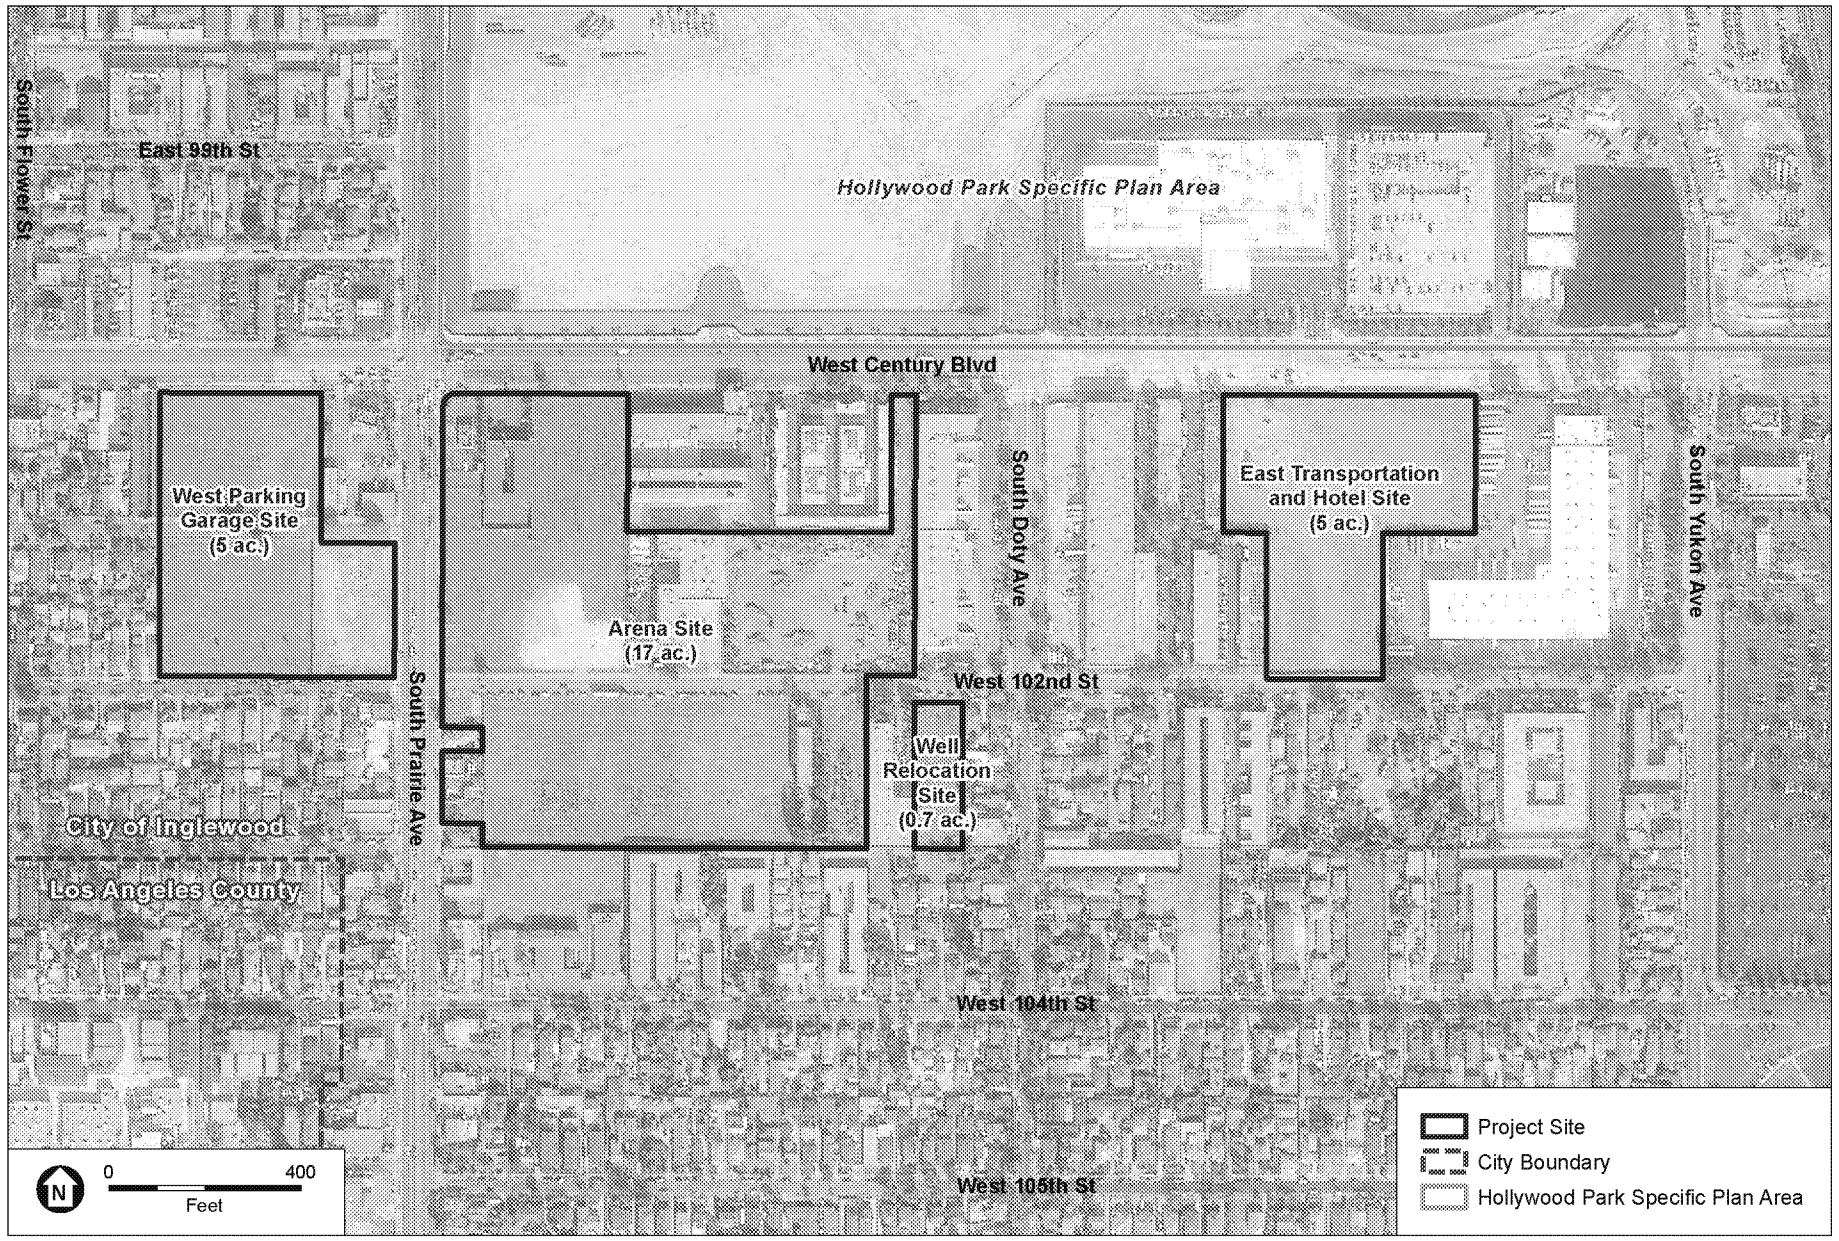 South Flower St
East 99th St
Hollywood Park Specific Plan Area
West Century Blvd
West Parking
Garage Site
(5 ac.)
South Prairie Ave
Arena Site
(17 ac.)
South Doty Ave
East Transportation
and Hotel Site
(5 ac.)
South Yukon Ave
West 102nd St
Well
Relocation
Site
(0.7 ac.)
City of Inglewood
Los Angeles County
West 104th St
West 105th St
N
0 400
Feet
Project Site
City Boundary
Hollywood Park Specific Plan Area